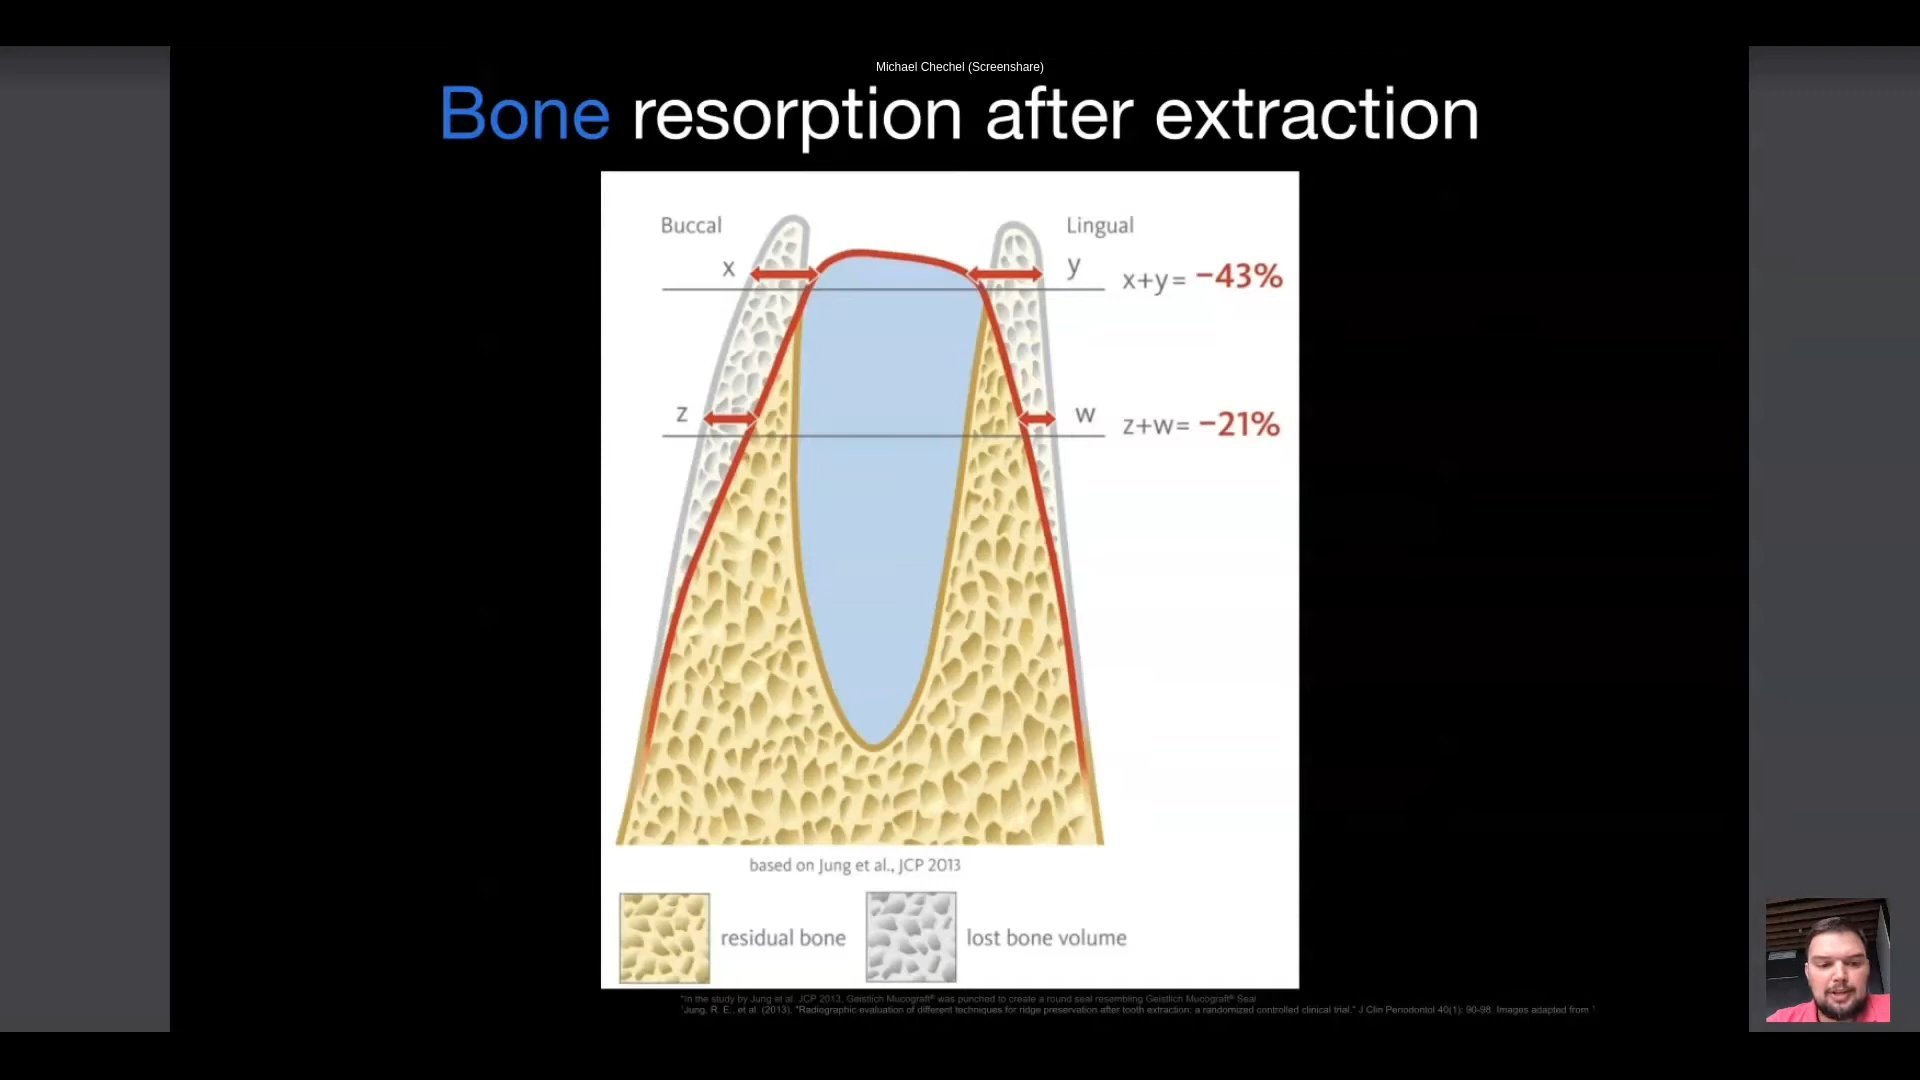 Michael Chechel (Screenshare)
Bone resorption after extraction
Buccal
Lingual
x
y
x+y= −43%
z
w
z+w= −21%
based on Jung et al., JCP 2013
residual bone
lost bone volume
*In the study by Jung et al. JCP 2013, Geistlich Mucograft® was punched to create a round seal resembling Geistlich Mucograft® Seal
¹Jung, R. E., et al. (2013). "Radiographic evaluation of different techniques for ridge preservation after tooth extraction: a randomized controlled clinical trial." J Clin Periodontol 40(1): 90-98. Images adapted from ¹